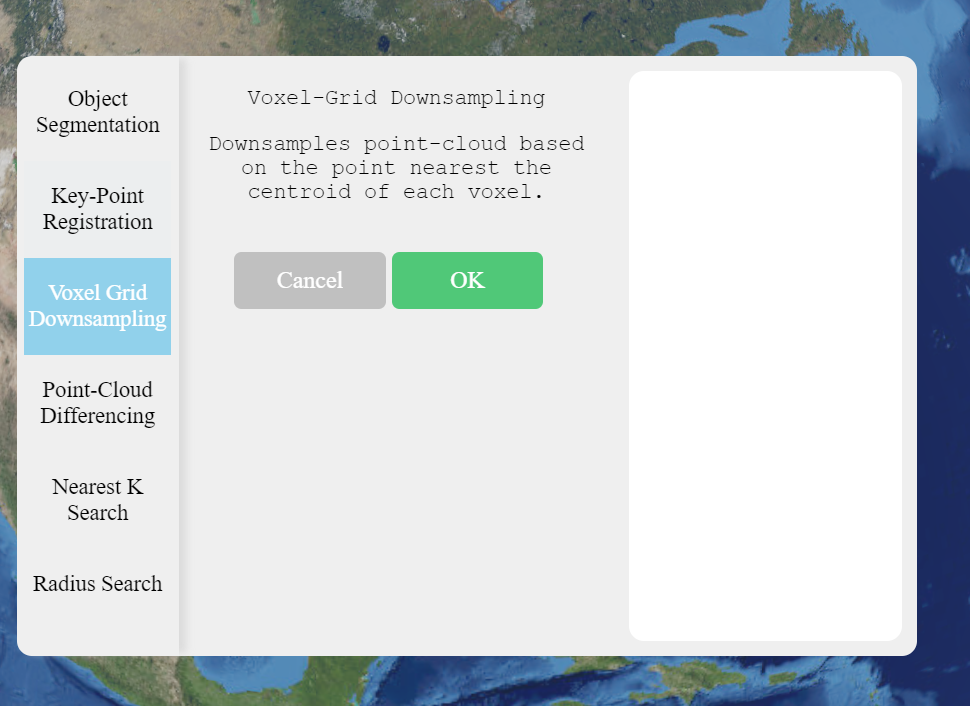 Object
Segmentation
Key-Point
Registration
Voxel Grid
Downsampling
Point-Cloud
Differencing
Nearest K
Search
Radius Search
Voxel-Grid Downsampling
Downsamples point-cloud based
on the point nearest the
centroid of each voxel.
Cancel
OK